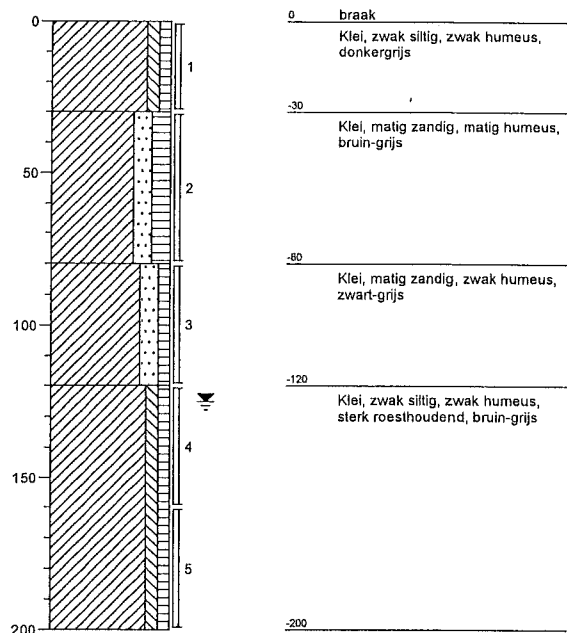 0
50
100
150
200
1
2
3
4
5
0 braak
Klei, zwak siltig, zwak humeus,
donkergrijs
-30
Klei, matig zandig, matig humeus,
bruin-grijs
-80
Klei, matig zandig, zwak humeus,
zwart-grijs
-120
Klei, zwak siltig, zwak humeus,
sterk roesthoudend, bruin-grijs
-200